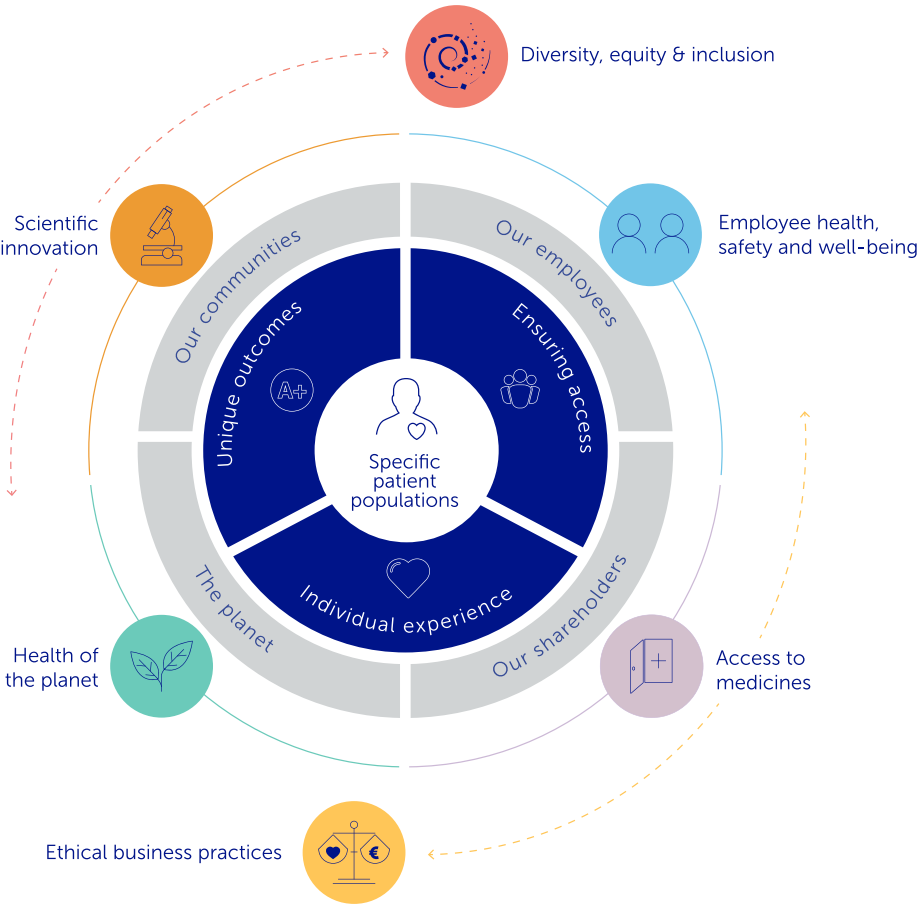 Diversity, equity & inclusion
Scientific
innovation
Employee health,
safety and well-being
Our communities
Our employees
Unique outcomes
A+
Ensuring access
Specific
patient
populations
Individual experience
The planet
Our shareholders
Health of
the planet
Access to
medicines
Ethical business practices
€